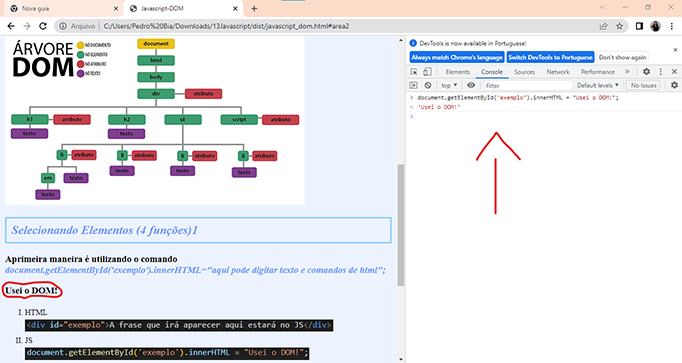 Nova guia
Javascript-DOM
Arquivo
C:/Users/Pedro%20Bia/Downloads/13Javascript/dist/javascript_dom.html#area2
ÁRVORE
DOM
NÓ DOCUMENTO
NÓ ELEMENTO
NÓ ATRIBUTO
NÓ TEXTO
document
html
body
div
atributo
h1
atributo
h2
atributo
ul
script
atributo
texto
texto
li
atributo
li
atributo
li
atributo
li
atributo
em
texto
texto
texto
texto
texto
Selecionando Elementos (4 funções)1
Aprimeira maneira é utilizando o comando
document.getElementById('exemplo').innerHTML="aqui pode digitar texto e comandos de html";
Usei o DOM!
I. HTML
<div id="exemplo">A frase que irá aparecer aqui estará no JS</div>
II. JS
document.getElementById('exemplo').innerHTML = "Usei o DOM!";
DevTools is now available in Portuguese!
Always match Chrome's language
Switch DevTools to Portuguese
Don't show again
Elements
Console
Sources
Network
Performance
top
Filter
Default levels
No Issues
document.getElementById('exemplo').innerHTML = "Usei o DOM!";
'Usei o DOM!'